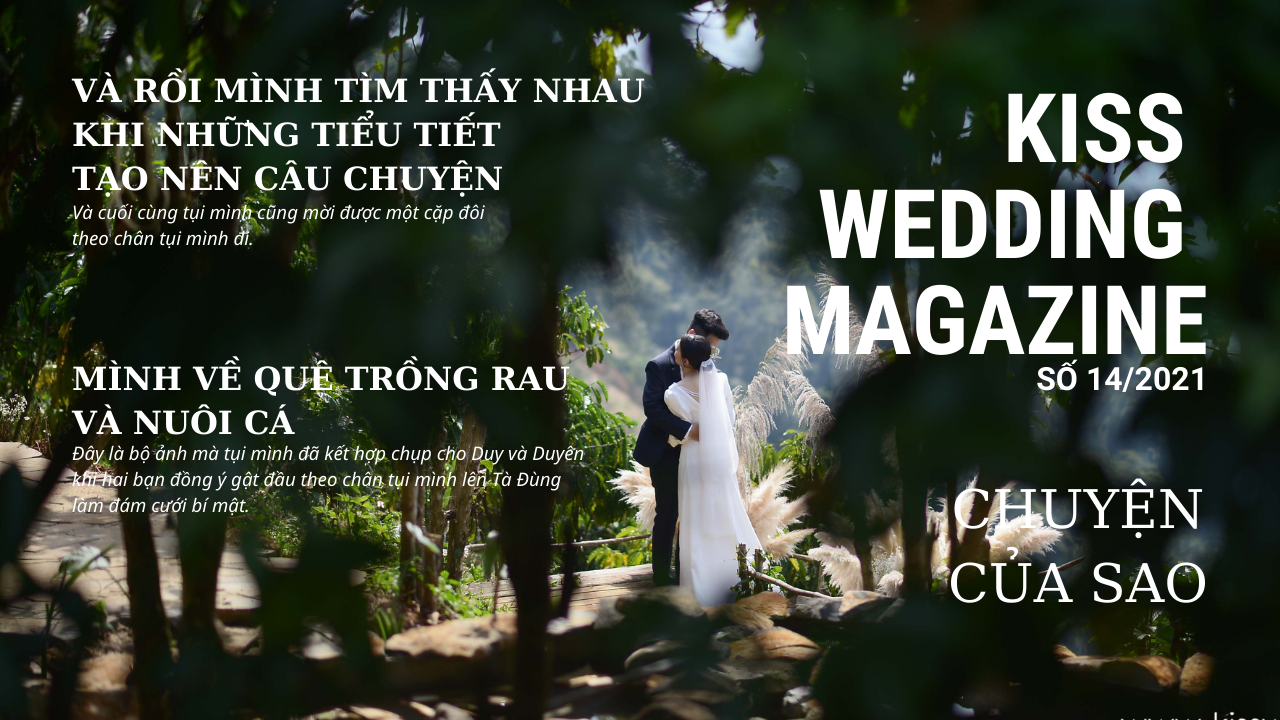 VÀ RỒI MÌNH TÌM THẤY NHAU
KHI NHỮNG TIỂU TIẾT
TẠO NÊN CÂU CHUYỆN
Và cuối cùng tụi mình cũng mời được một cặp đôi
theo chân tụi mình đi.
MÌNH VỀ QUÊ TRỒNG RAU
VÀ NUÔI CÁ
Đây là bộ ảnh mà tụi mình đã kết hợp chụp cho Duy và Duyên
khi hai bạn đồng ý gật đầu theo chân tụi mình lên Tà Đùng
làm đám cưới bí mật.
KISS
WEDDING
MAGAZINE
SỐ 14/2021
CHUYỆN
CỦA SAO